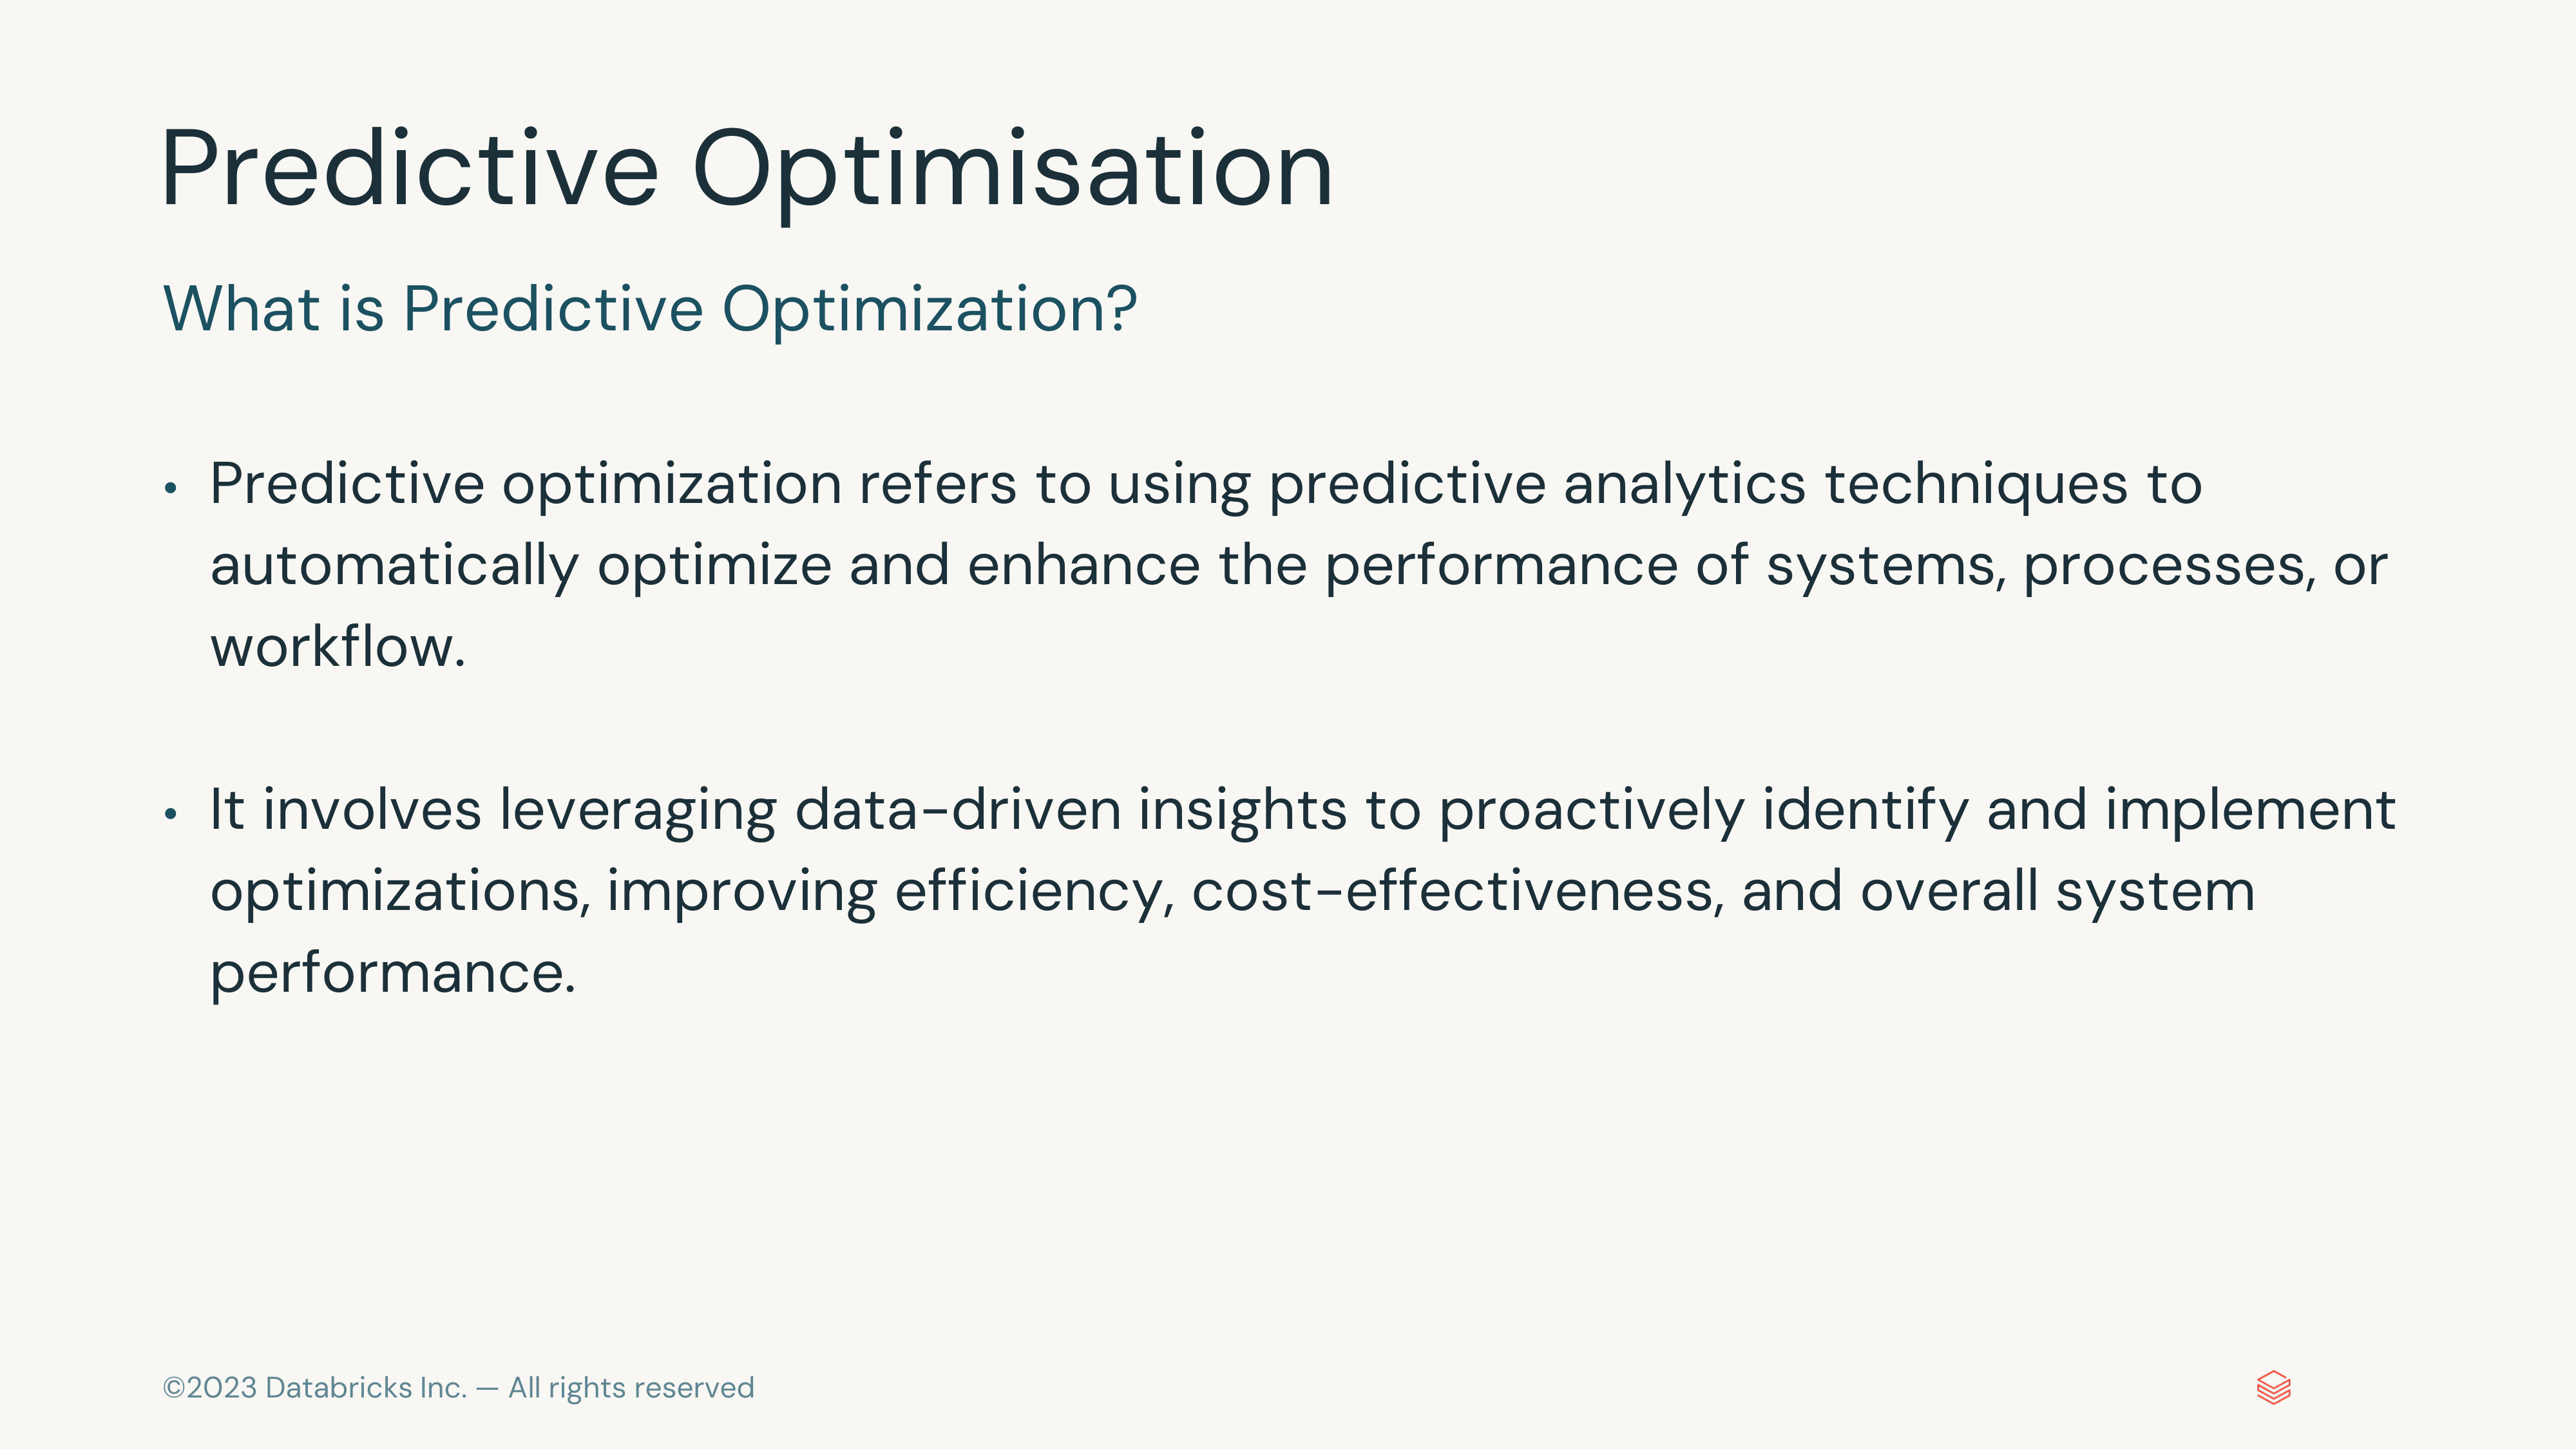 Predictive Optimisation
What is Predictive Optimization?
• Predictive optimization refers to using predictive analytics techniques to
automatically optimize and enhance the performance of systems, processes, or
workflow.
• It involves leveraging data-driven insights to proactively identify and implement
optimizations, improving efficiency, cost-effectiveness, and overall system
performance.
©2023 Databricks Inc. — All rights reserved